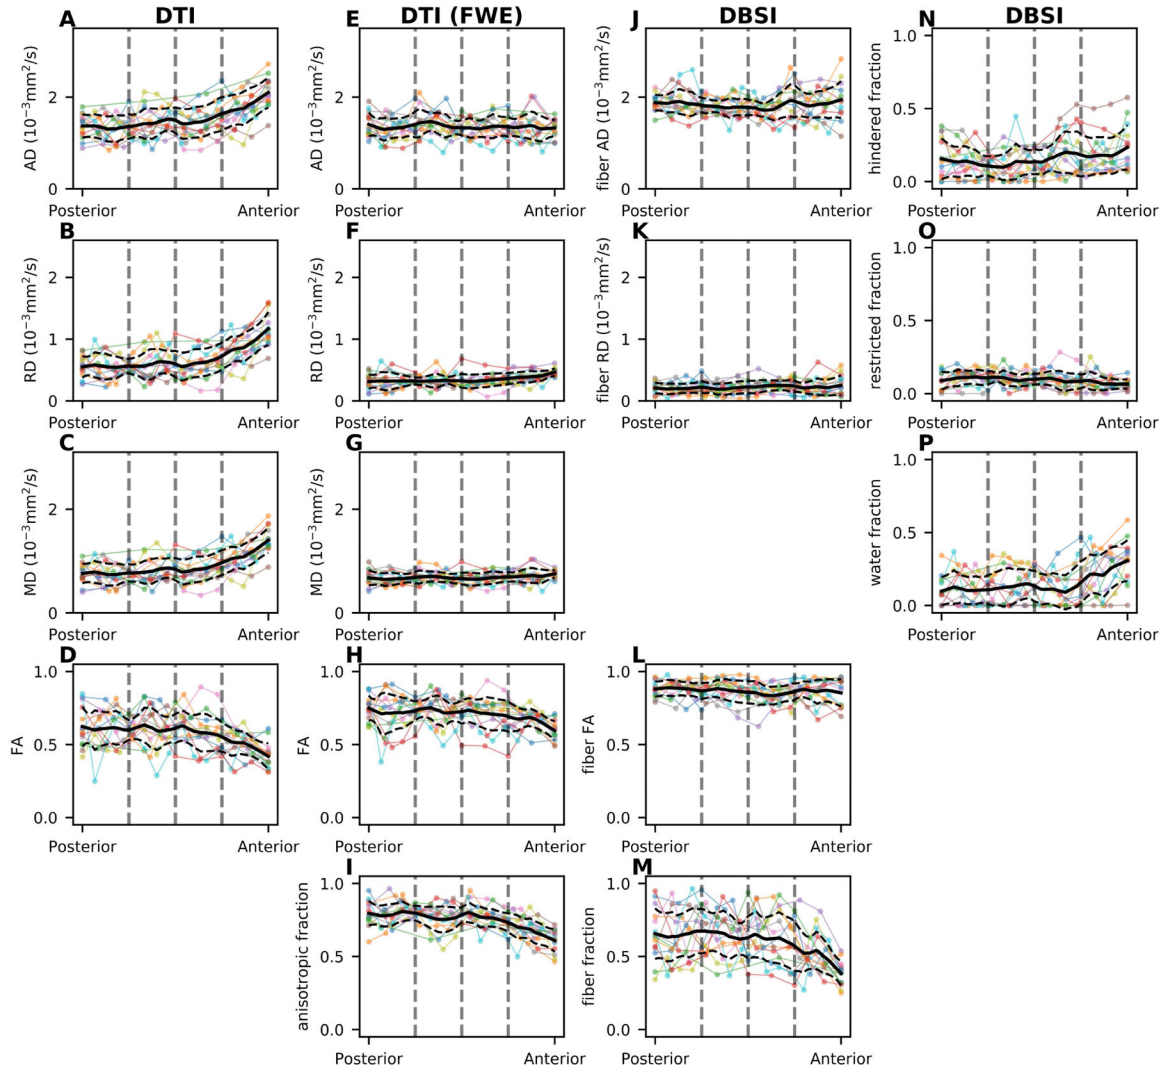 A DTI
E DTI (FWE)
J DBSI
N DBSI
AD (10⁻³mm²/s)
2
0
Posterior Anterior
AD (10⁻³mm²/s)
2
0
Posterior Anterior
fiber AD (10⁻³mm²/s)
2
0
Posterior Anterior
hindered fraction
1.0
0.5
0.0
Posterior Anterior
B
RD (10⁻³mm²/s)
2
1
0
Posterior Anterior
F
RD (10⁻³mm²/s)
2
1
0
Posterior Anterior
K
fiber RD (10⁻³mm²/s)
2
1
0
Posterior Anterior
O
restricted fraction
1.0
0.5
0.0
Posterior Anterior
C
MD (10⁻³mm²/s)
2
0
Posterior Anterior
G
MD (10⁻³mm²/s)
2
0
Posterior Anterior
P
water fraction
1.0
0.5
0.0
Posterior Anterior
D
FA
1.0
0.5
0.0
Posterior Anterior
H
FA
1.0
0.5
0.0
Posterior Anterior
L
fiber FA
1.0
0.5
0.0
Posterior Anterior
I
anisotropic fraction
1.0
0.5
0.0
Posterior Anterior
M
fiber fraction
1.0
0.5
0.0
Posterior Anterior